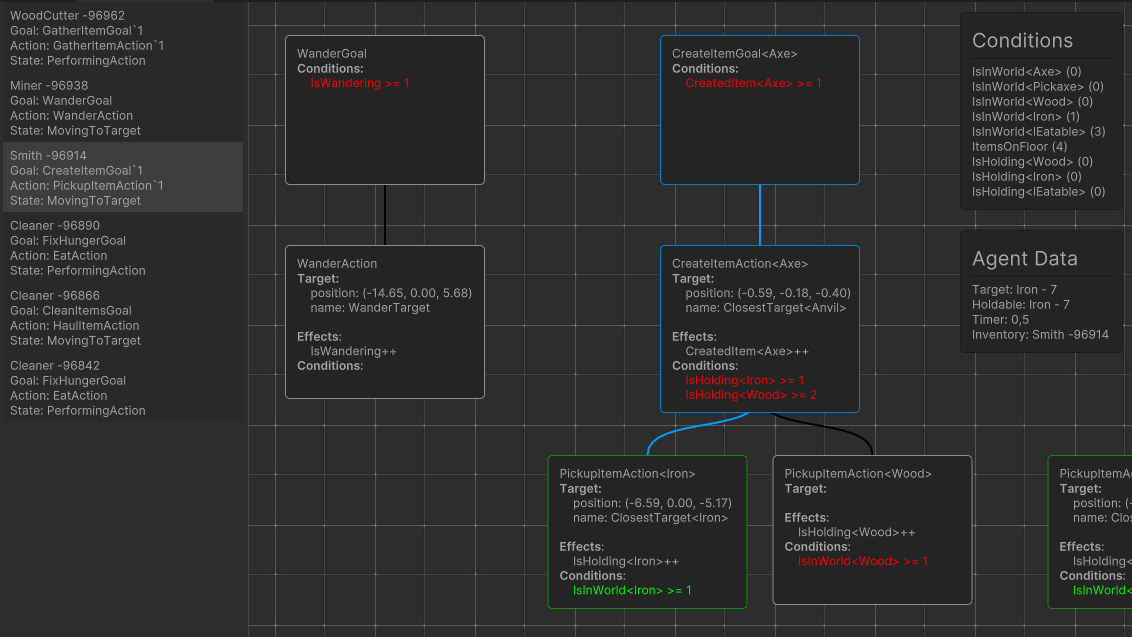 WoodCutter -96962
Goal: GatherItemGoal`1
Action: GatherItemAction`1
State: PerformingAction
Miner -96938
Goal: WanderGoal
Action: WanderAction
State: MovingToTarget
Smith -96914
Goal: CreateItemGoal`1
Action: PickupItemAction`1
State: MovingToTarget
Cleaner -96890
Goal: FixHungerGoal
Action: EatAction
State: PerformingAction
Cleaner -96866
Goal: CleanItemsGoal
Action: HaulItemAction
State: MovingToTarget
Cleaner -96842
Goal: FixHungerGoal
Action: EatAction
State: PerformingAction
WanderGoal
Conditions:
IsWandering >= 1
WanderAction
Target:
position: (-14.65, 0.00, 5.68)
name: WanderTarget
Effects:
IsWandering++
Conditions:
CreateItemGoal<Axe>
Conditions:
CreatedItem<Axe> >= 1
CreateItemAction<Axe>
Target:
position: (-0.59, -0.18, -0.40)
name: ClosestTarget<Anvil>
Effects:
CreatedItem<Axe>++
Conditions:
IsHolding<Iron> >= 1
IsHolding<Wood> >= 2
PickupItemAction<Iron>
Target:
position: (-6.59, 0.00, -5.17)
name: ClosestTarget<Iron>
Effects:
IsHolding<Iron>++
Conditions:
IsInWorld<Iron> >= 1
PickupItemAction<Wood>
Target:
Effects:
IsHolding<Wood>++
Conditions:
IsInWorld<Wood> >= 1
PickupItemA
Target:
position: (-
name: Clos
Effects:
IsHolding<
Conditions:
IsInWorld<
Conditions
IsInWorld<Axe> (0)
IsInWorld<Pickaxe> (0)
IsInWorld<Wood> (0)
IsInWorld<Iron> (1)
IsInWorld<IEatable> (3)
ItemsOnFloor (4)
IsHolding<Wood> (0)
IsHolding<Iron> (0)
IsHolding<IEatable> (0)
Agent Data
Target: Iron - 7
Holdable: Iron - 7
Timer: 0,5
Inventory: Smith -96914